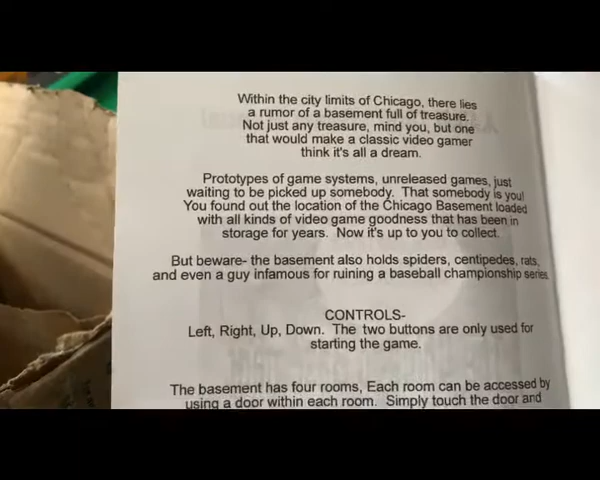 Within the city limits of Chicago, there lies
a rumor of a basement full of treasure.
Not just any treasure, mind you, but one
that would make a classic video gamer
think it's all a dream.
Prototypes of game systems, unreleased games, just
waiting to be picked up somebody. That somebody is you!
You found out the location of the Chicago Basement loaded
with all kinds of video game goodness that has been in
storage for years. Now it's up to you to collect.
But beware- the basement also holds spiders, centipedes, rats,
and even a guy infamous for ruining a baseball championship series.
CONTROLS-
Left, Right, Up, Down. The two buttons are only used for
starting the game.
The basement has four rooms, Each room can be accessed by
using a door within each room. Simply touch the door and